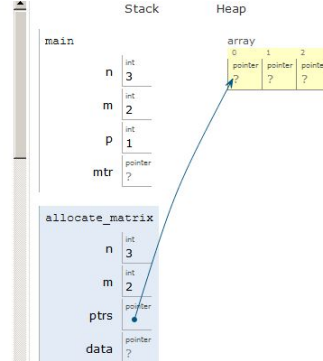 Stack Heap
main
array
0 1 2
pointer pointer pointe
? ? ?
int
n 3
int
m 2
int
p 1
pointer
mtr ?
allocate_matrix
int
n 3
int
m 2
pointer
ptrs
pointer
data ?